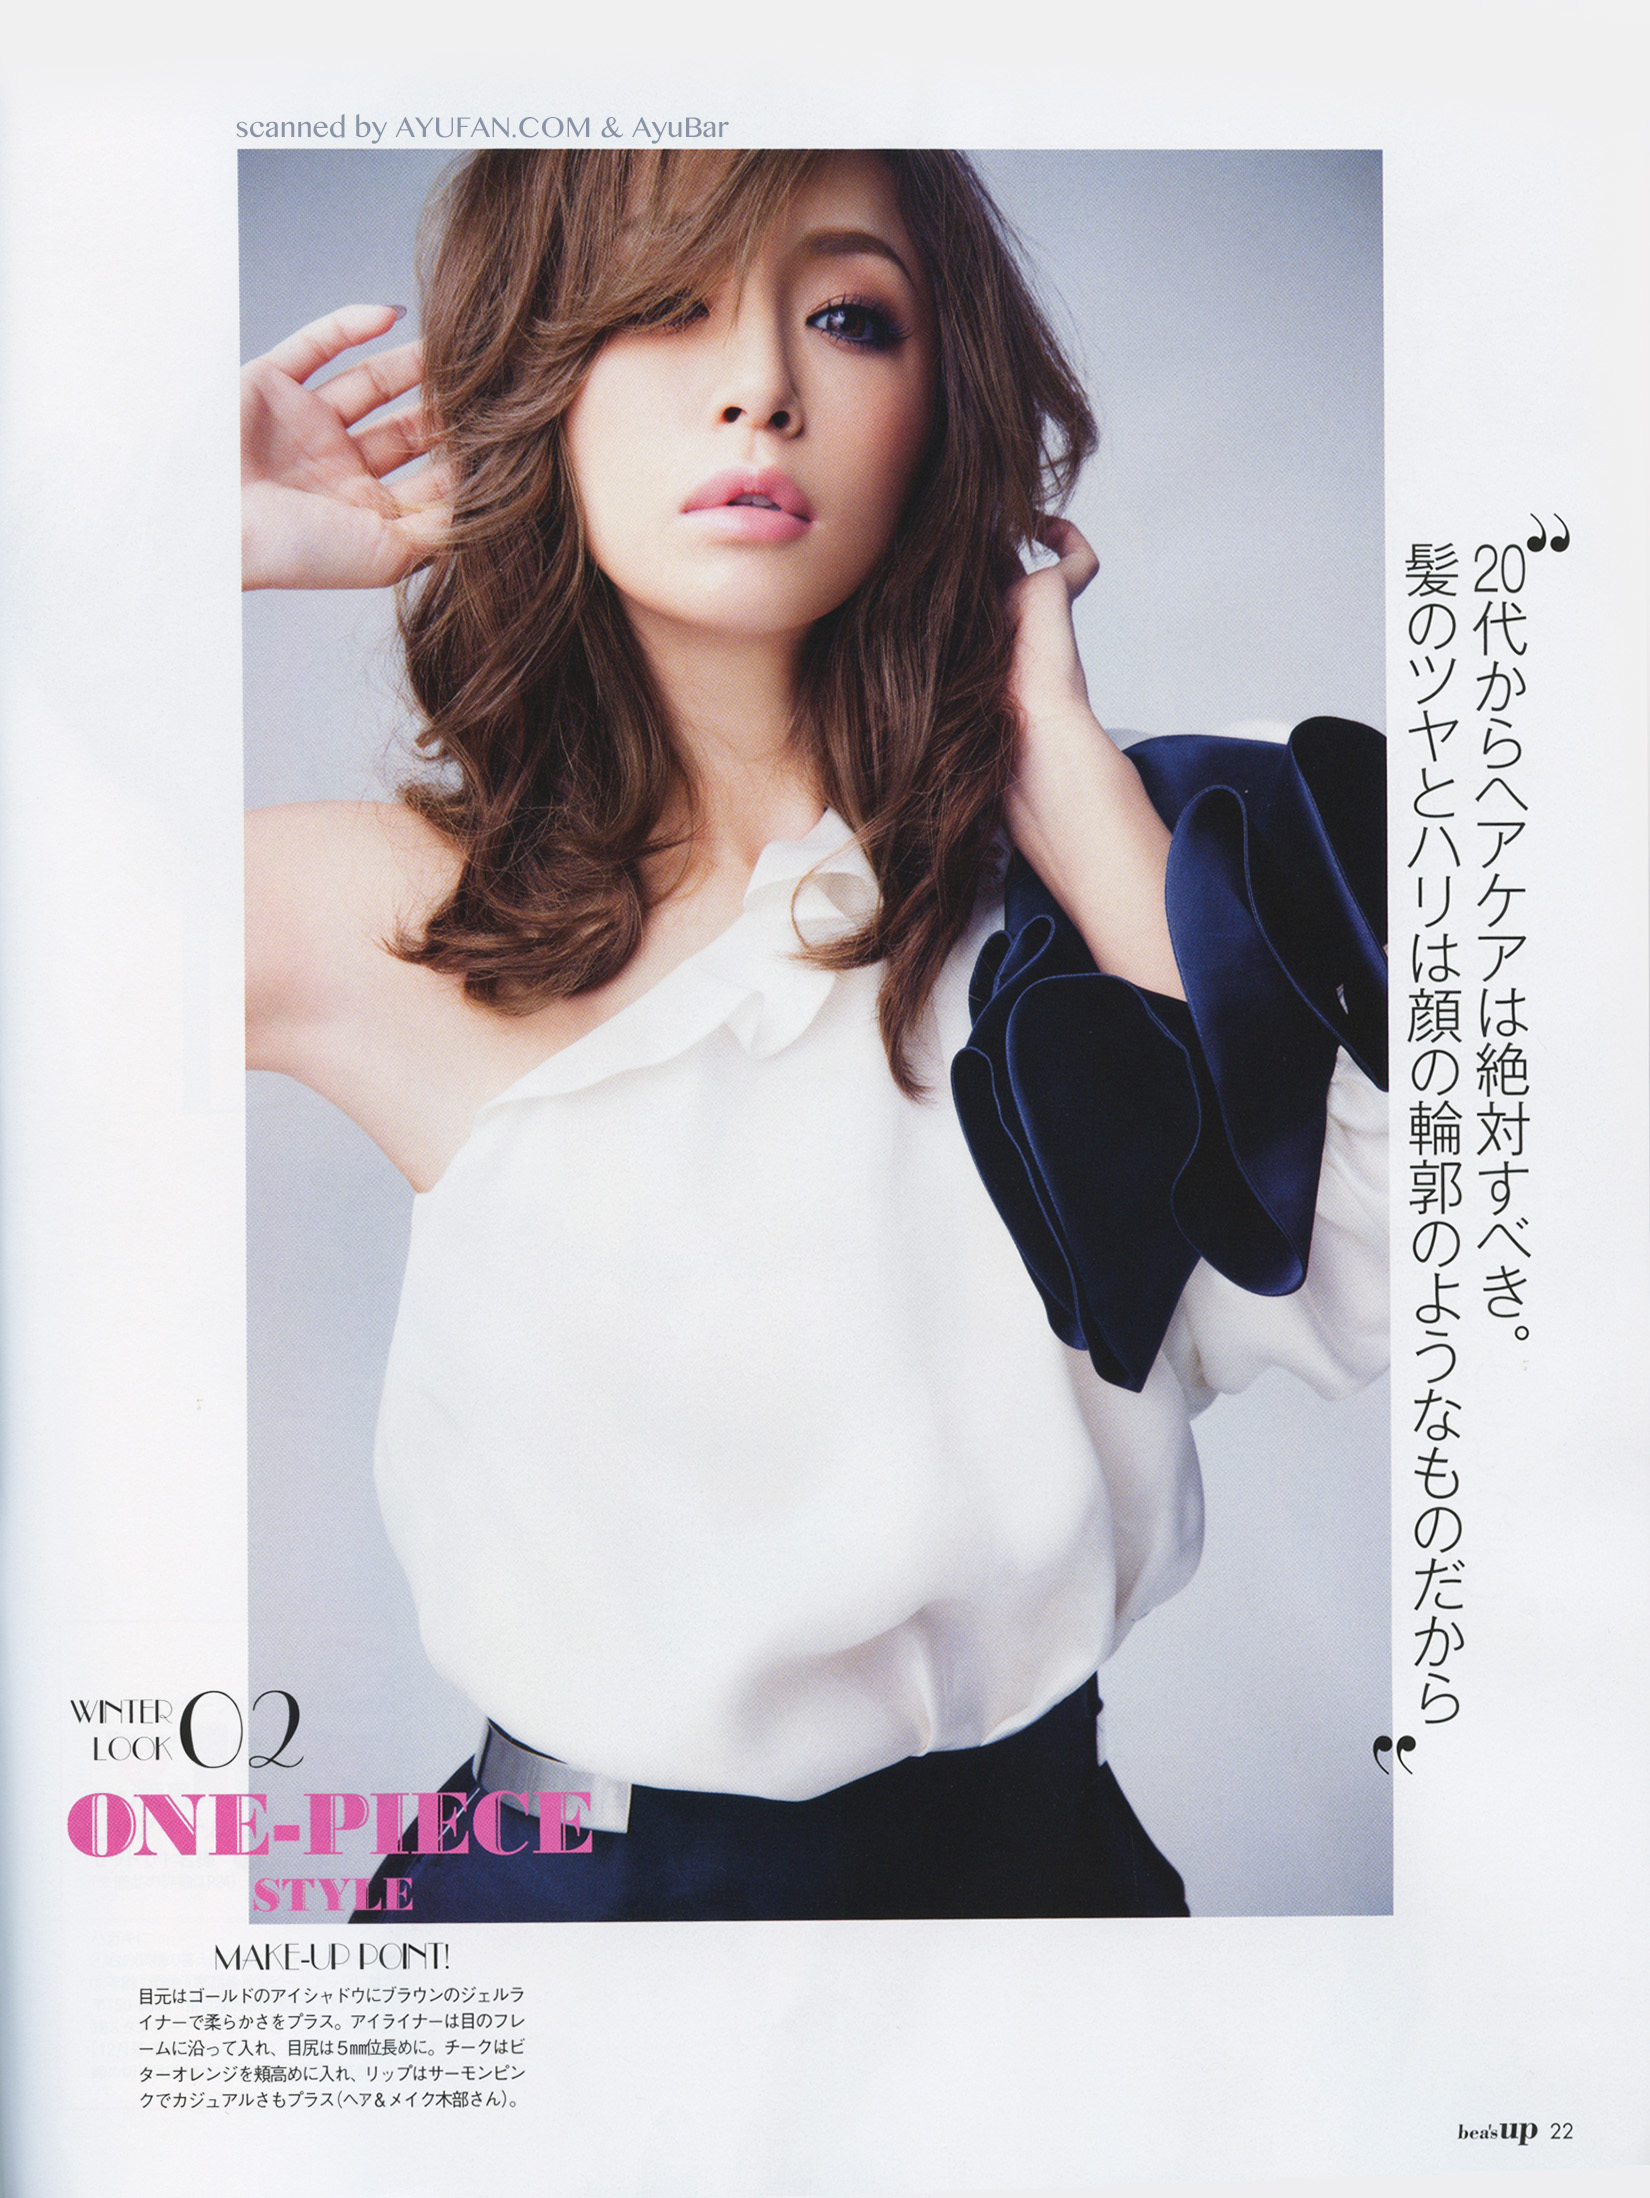 scanned by AYUFAN.COM & AyuBar
“
20代からヘアケアは絶対すべき。
髪のツヤとハリは顔の輪郭のようなものだから
”
WINTER
LOOK 02
ONE-PIECE
STYLE
MAKE-UP POINT!
目元はゴールドのアイシャドウにブラウンのジェルラ
イナーで柔らかさをプラス。アイライナーは目のフレ
ームに沿って入れ、目尻は5㎜位長めに。チークはビ
ターオレンジを頬高めに入れ、リップはサーモンピン
クでカジュアルさもプラス(ヘア&メイク木部さん)。
bea's up 22